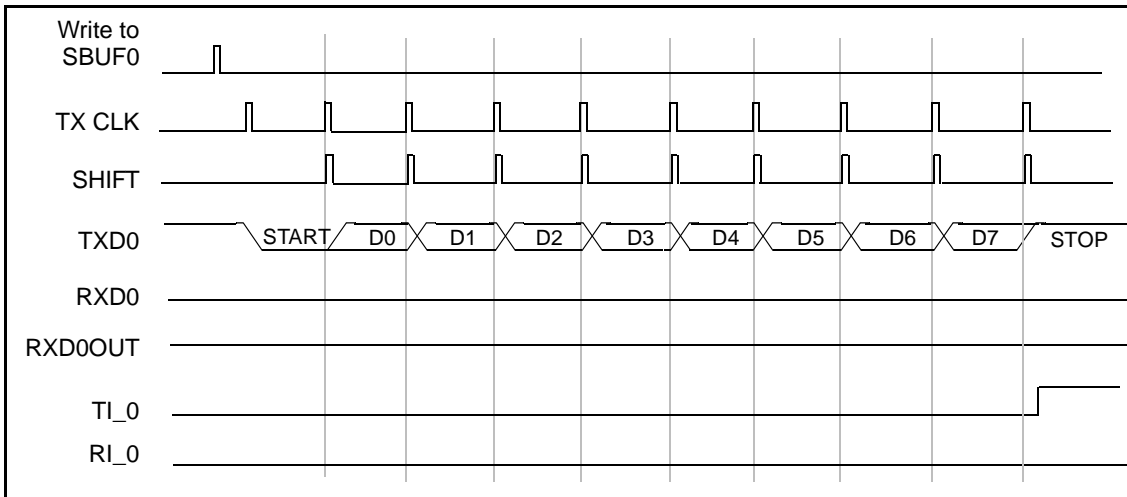 Write to
SBUF0
TX CLK
SHIFT
TXD0
START D0 D1 D2 D3 D4 D5 D6 D7 STOP
RXD0
RXD0OUT
TI_0
RI_0